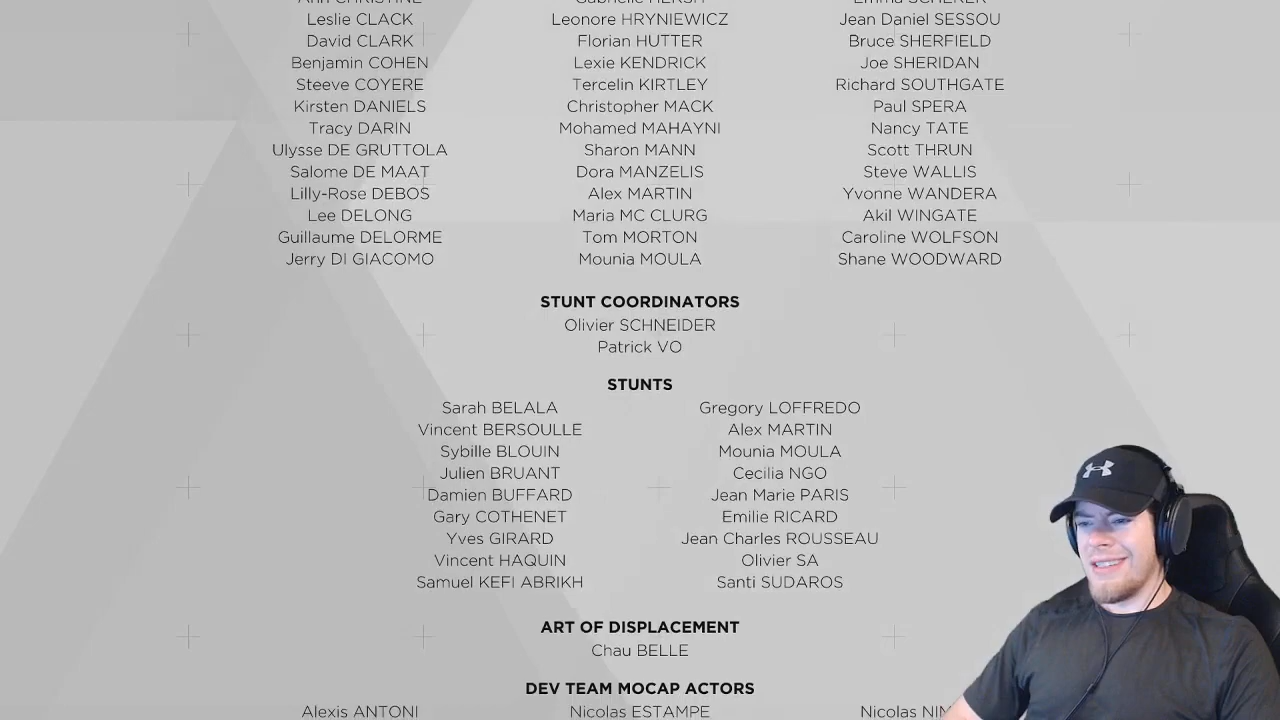 Ann CHRISTINE Gabrielle HERSH Emma SCHERER
Leslie CLACK Leonore HRYNIEWICZ Jean Daniel SESSOU
David CLARK Florian HUTTER Bruce SHERFIELD
Benjamin COHEN Lexie KENDRICK Joe SHERIDAN
Steeve COYERE Tercelin KIRTLEY Richard SOUTHGATE
Kirsten DANIELS Christopher MACK Paul SPERA
Tracy DARIN Mohamed MAHAYNI Nancy TATE
Ulysse DE GRUTTOLA Sharon MANN Scott THRUN
Salome DE MAAT Dora MANZELIS Steve WALLIS
Lilly-Rose DEBOS Alex MARTIN Yvonne WANDERA
Lee DELONG Maria MC CLURG Akil WINGATE
Guillaume DELORME Tom MORTON Caroline WOLFSON
Jerry DI GIACOMO Mounia MOULA Shane WOODWARD
STUNT COORDINATORS
Olivier SCHNEIDER
Patrick VO
STUNTS
Sarah BELALA Gregory LOFFREDO
Vincent BERSOULLE Alex MARTIN
Sybille BLOUIN Mounia MOULA
Julien BRUANT Cecilia NGO
Damien BUFFARD Jean Marie PARIS
Gary COTHENET Emilie RICARD
Yves GIRARD Jean Charles ROUSSEAU
Vincent HAQUIN Olivier SA
Samuel KEFI ABRIKH Santi SUDAROS
ART OF DISPLACEMENT
Chau BELLE
DEV TEAM MOCAP ACTORS
Alexis ANTONI Nicolas ESTAMPE Nicolas